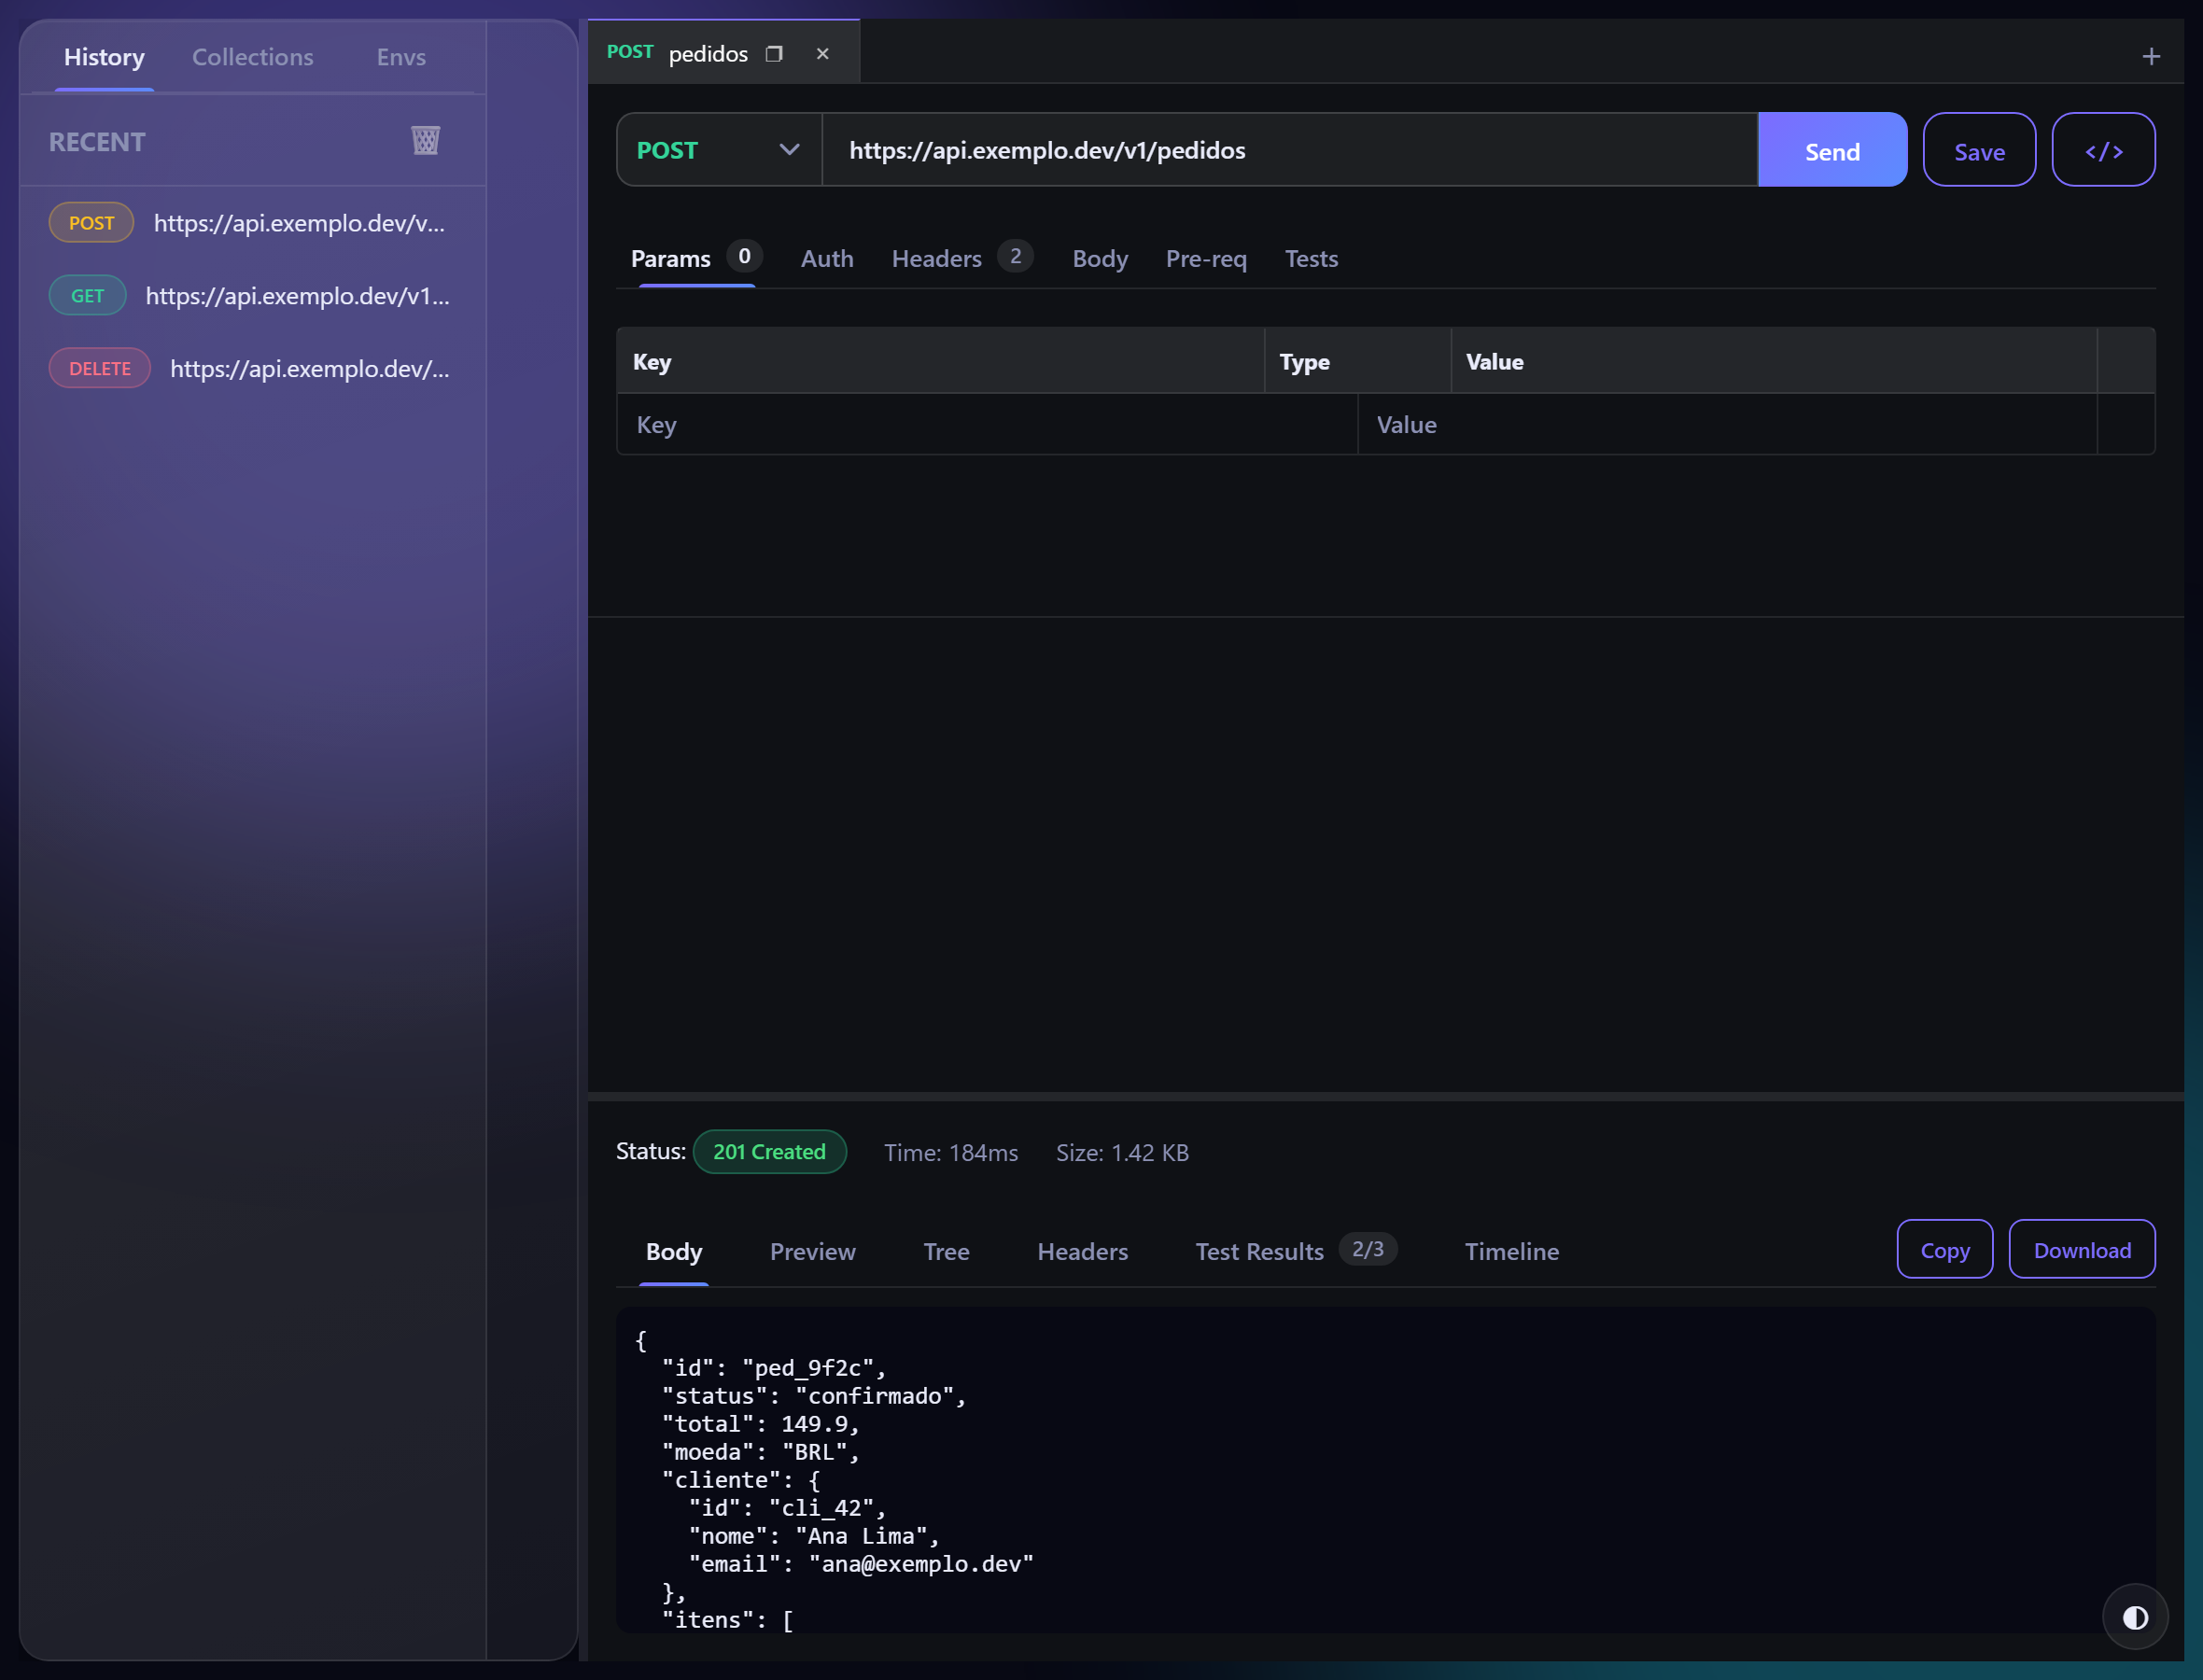 History Collections Envs
RECENT
POST https://api.exemplo.dev/v...
GET https://api.exemplo.dev/v1...
DELETE https://api.exemplo.dev/...
POST pedidos
POST https://api.exemplo.dev/v1/pedidos Send Save </>
Params 0 Auth Headers 2 Body Pre-req Tests
Key Type Value
Key Value
Status: 201 Created Time: 184ms Size: 1.42 KB
Body Preview Tree Headers Test Results 2/3 Timeline Copy Download
{
"id": "ped_9f2c",
"status": "confirmado",
"total": 149.9,
"moeda": "BRL",
"cliente": {
"id": "cli_42",
"nome": "Ana Lima",
"email": "ana@exemplo.dev"
},
"itens": [